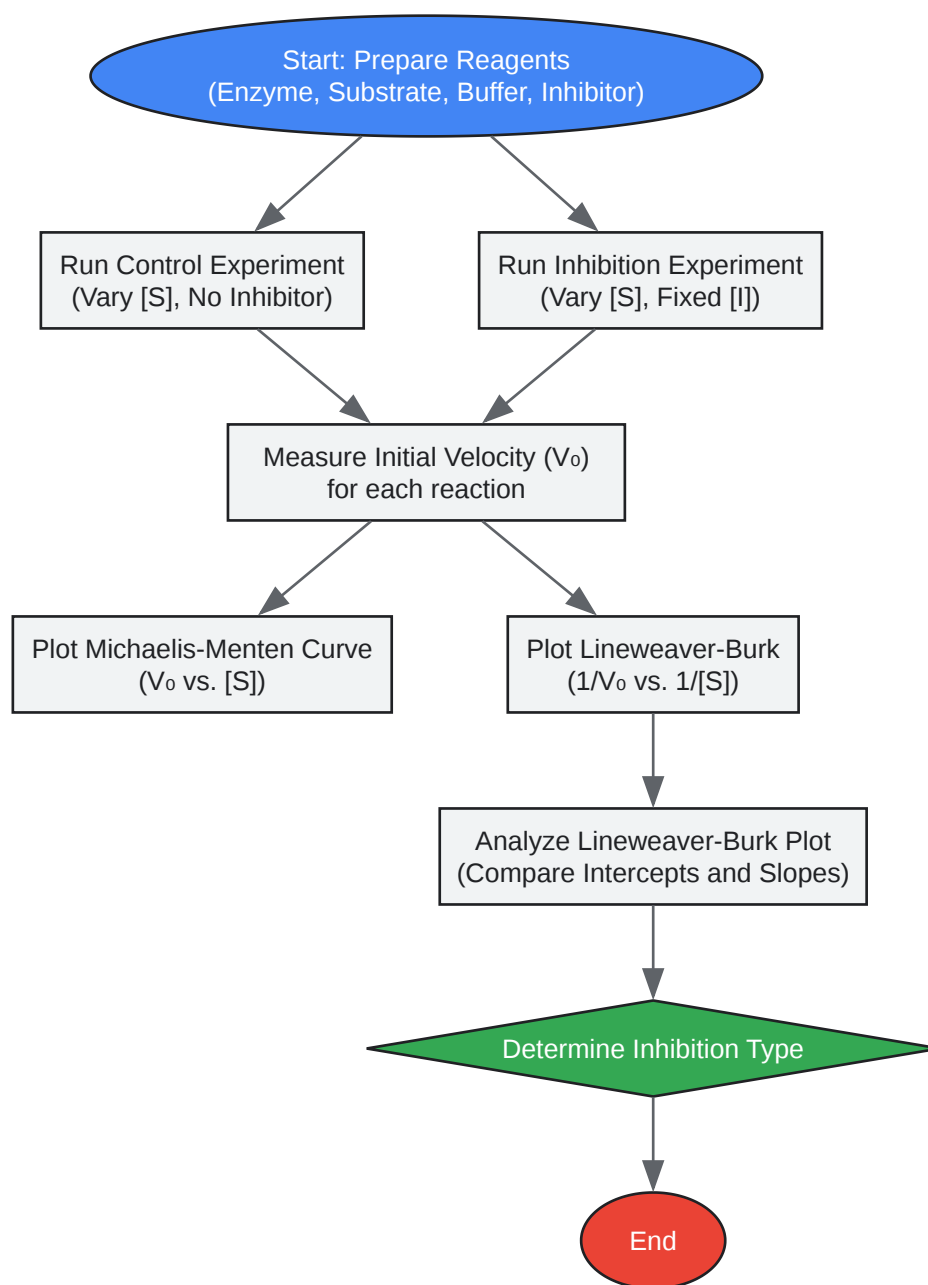 Start: Prepare Reagents
(Enzyme, Substrate, Buffer, Inhibitor)
Run Control Experiment
(Vary [S], No Inhibitor)
Run Inhibition Experiment
(Vary [S], Fixed [I])
Measure Initial Velocity (V₀)
for each reaction
Plot Michaelis-Menten Curve
(V₀ vs. [S])
Plot Lineweaver-Burk
(1/V₀ vs. 1/[S])
Analyze Lineweaver-Burk Plot
(Compare Intercepts and Slopes)
Determine Inhibition Type
End